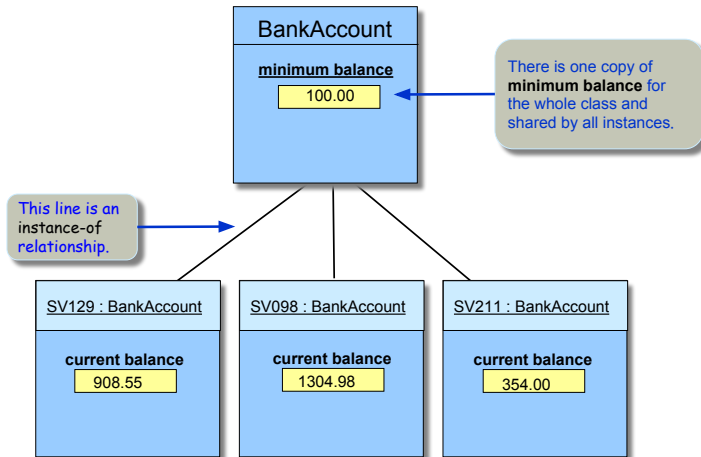 BankAccount
minimum balance
100.00
There is one copy of
minimum balance for
the whole class and
shared by all instances.
This line is an
instance-of
relationship.
SV129 : BankAccount
SV098 : BankAccount
SV211 : BankAccount
current balance
908.55
current balance
1304.98
current balance
354.00